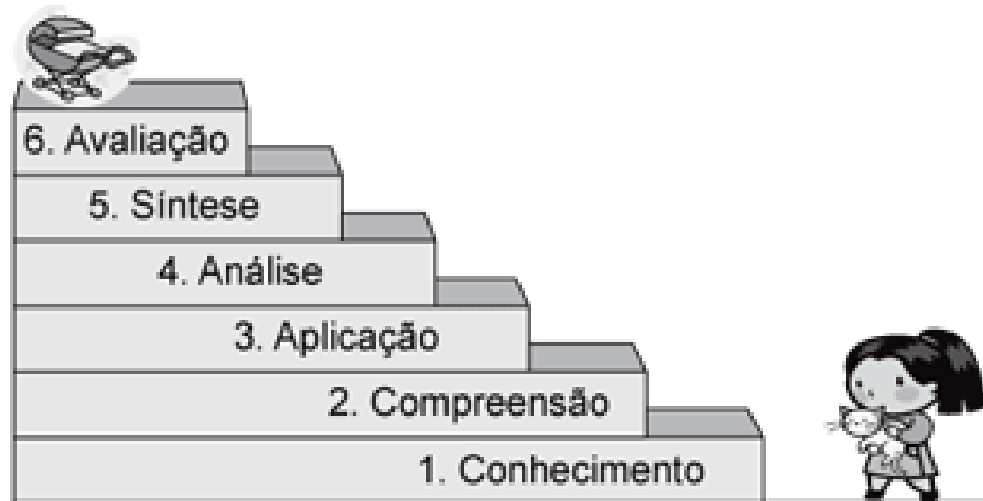 6. Avaliação
5. Síntese
4. Análise
3. Aplicação
2. Compreensão
1. Conhecimento